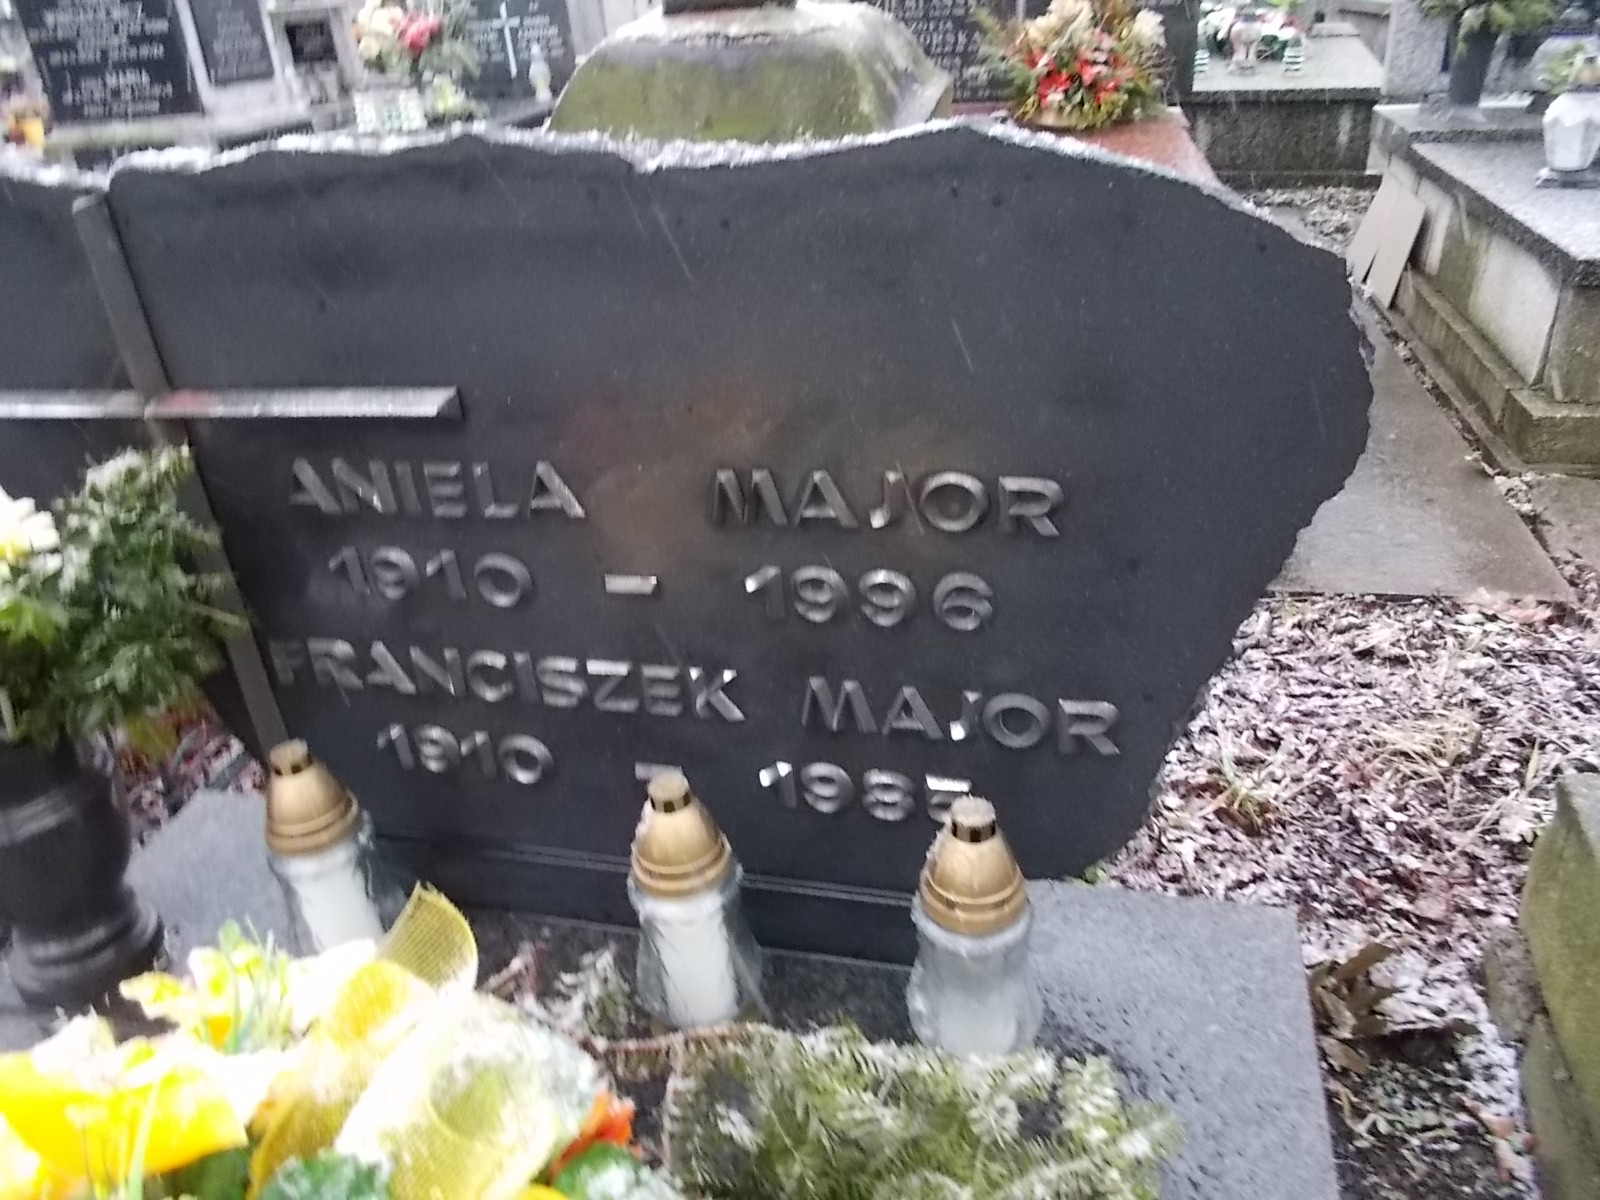 ANIELA MAJOR
1910 - 1996
FRANCISZEK MAJOR
1910 - 1985